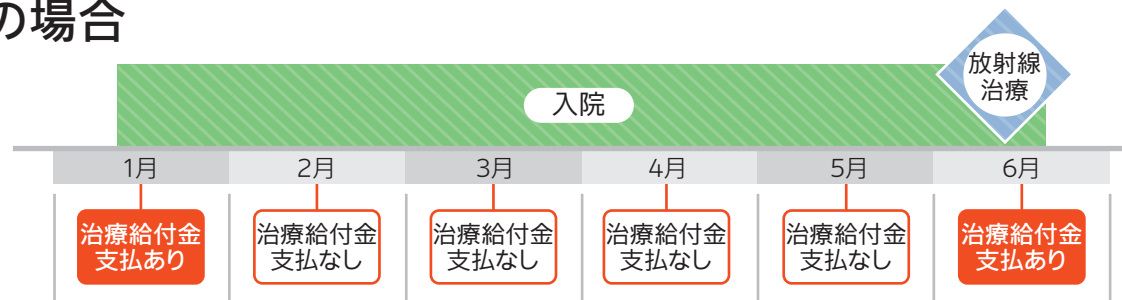 の場合
放射線
治療
入院
1月 2月 3月 4月 5月 6月
治療給付金 治療給付金 治療給付金 治療給付金 治療給付金 治療給付金
支払あり 支払なし 支払なし 支払なし 支払なし 支払あり